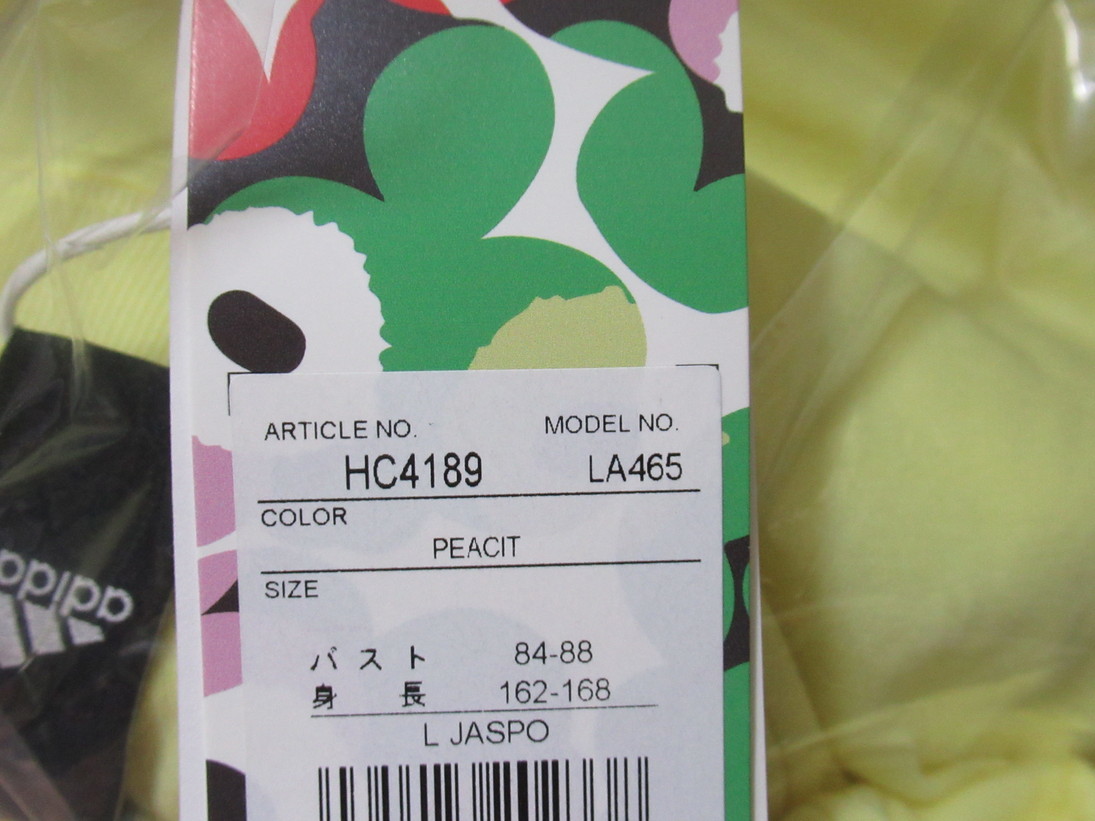 ARTICLE NO. MODEL NO.
HC4189 LA465
COLOR
PEACIT
SIZE
バスト 84-88
身長 162-168
L JASPO
adidas